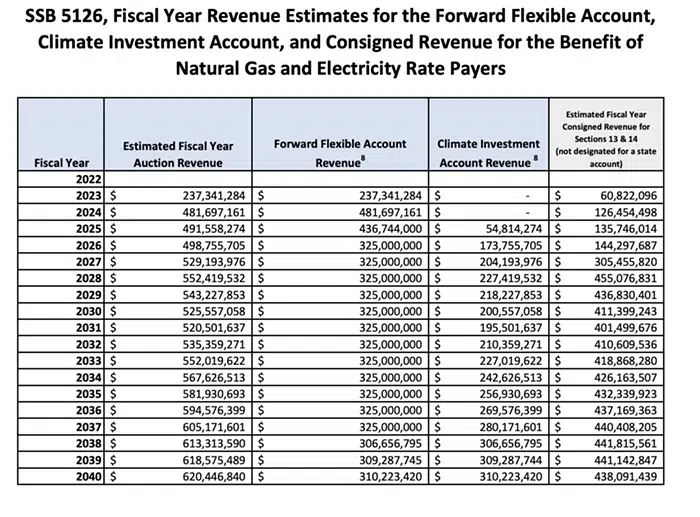 SSB 5126, Fiscal Year Revenue Estimates for the Forward Flexible Account,
Climate Investment Account, and Consigned Revenue for the Benefit of
Natural Gas and Electricity Rate Payers
Fiscal Year | Estimated Fiscal Year Auction Revenue | Forward Flexible Account Revenue⁸ | Climate Investment Account Revenue ⁸ | Estimated Fiscal Year Consigned Revenue for Sections 13 & 14 (not designated for a state account)
2022
2023 $ 237,341,284 $ 237,341,284 $ - $ 60,822,096
2024 $ 481,697,161 $ 481,697,161 $ - $ 126,454,498
2025 $ 491,558,274 $ 436,744,000 $ 54,814,274 $ 135,746,014
2026 $ 498,755,705 $ 325,000,000 $ 173,755,705 $ 144,297,687
2027 $ 529,193,976 $ 325,000,000 $ 204,193,976 $ 305,455,820
2028 $ 552,419,532 $ 325,000,000 $ 227,419,532 $ 455,076,831
2029 $ 543,227,853 $ 325,000,000 $ 218,227,853 $ 436,830,401
2030 $ 525,557,058 $ 325,000,000 $ 200,557,058 $ 411,399,243
2031 $ 520,501,637 $ 325,000,000 $ 195,501,637 $ 401,499,676
2032 $ 535,359,271 $ 325,000,000 $ 210,359,271 $ 410,609,536
2033 $ 552,019,622 $ 325,000,000 $ 227,019,622 $ 418,868,280
2034 $ 567,626,513 $ 325,000,000 $ 242,626,513 $ 426,163,507
2035 $ 581,930,693 $ 325,000,000 $ 256,930,693 $ 432,339,923
2036 $ 594,576,399 $ 325,000,000 $ 269,576,399 $ 437,169,363
2037 $ 605,171,601 $ 325,000,000 $ 280,171,601 $ 440,408,205
2038 $ 613,313,590 $ 306,656,795 $ 306,656,795 $ 441,815,561
2039 $ 618,575,489 $ 309,287,745 $ 309,287,744 $ 441,142,847
2040 $ 620,446,840 $ 310,223,420 $ 310,223,420 $ 438,091,439